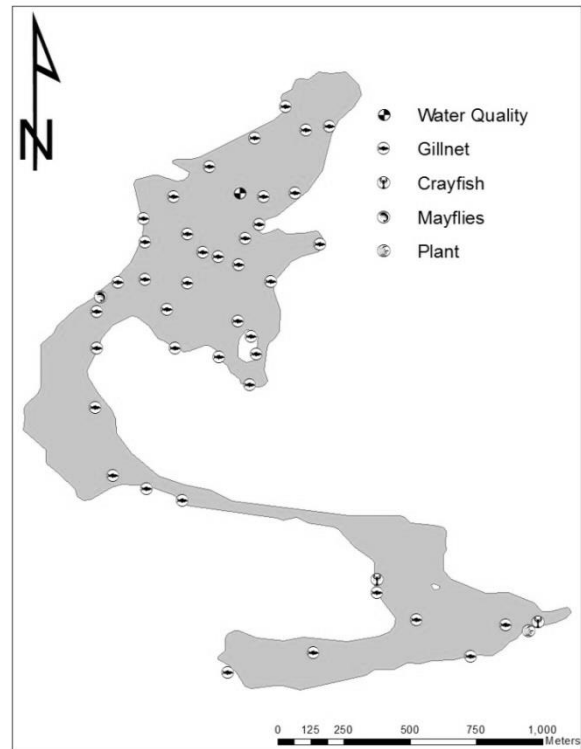 N
Water Quality
Gillnet
Crayfish
Mayflies
Plant
0 125 250 500 750 1,000
Meters